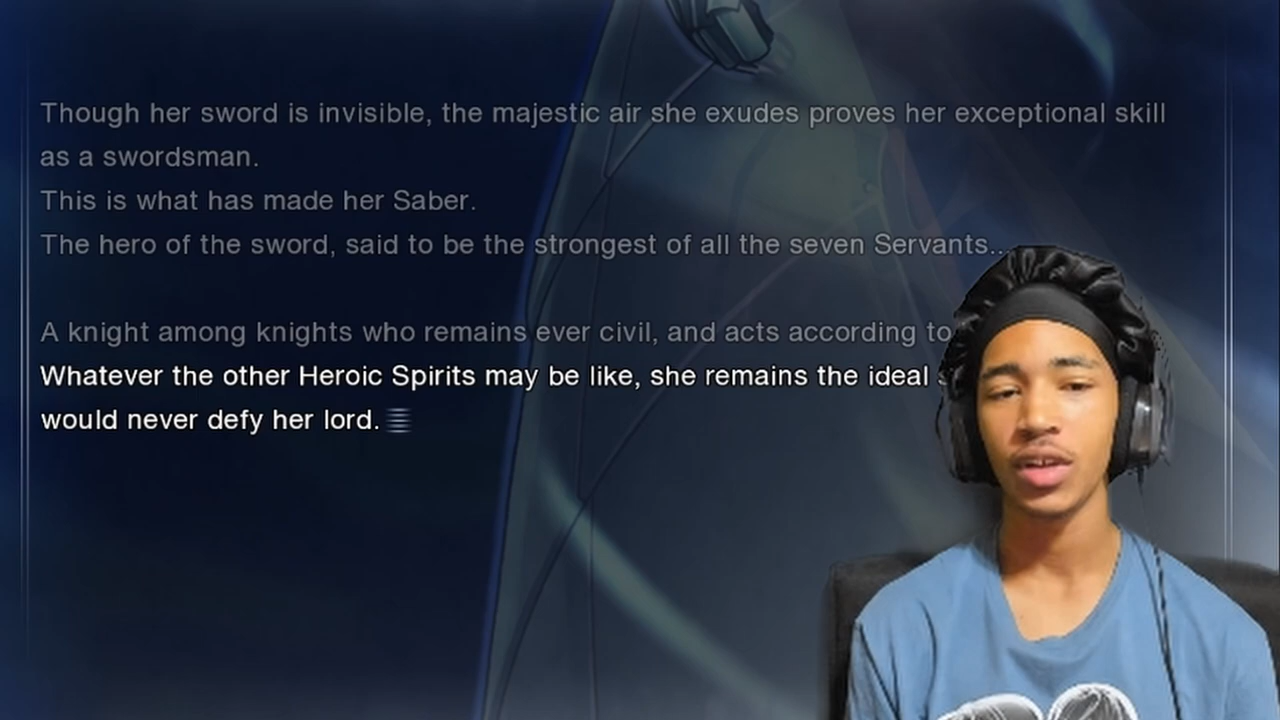 Though her sword is invisible, the majestic air she exudes proves her exceptional skill
as a swordsman.
This is what has made her Saber.
The hero of the sword, said to be the strongest of all the seven Servants...
A knight among knights who remains ever civil, and acts according to
Whatever the other Heroic Spirits may be like, she remains the ideal
would never defy her lord.